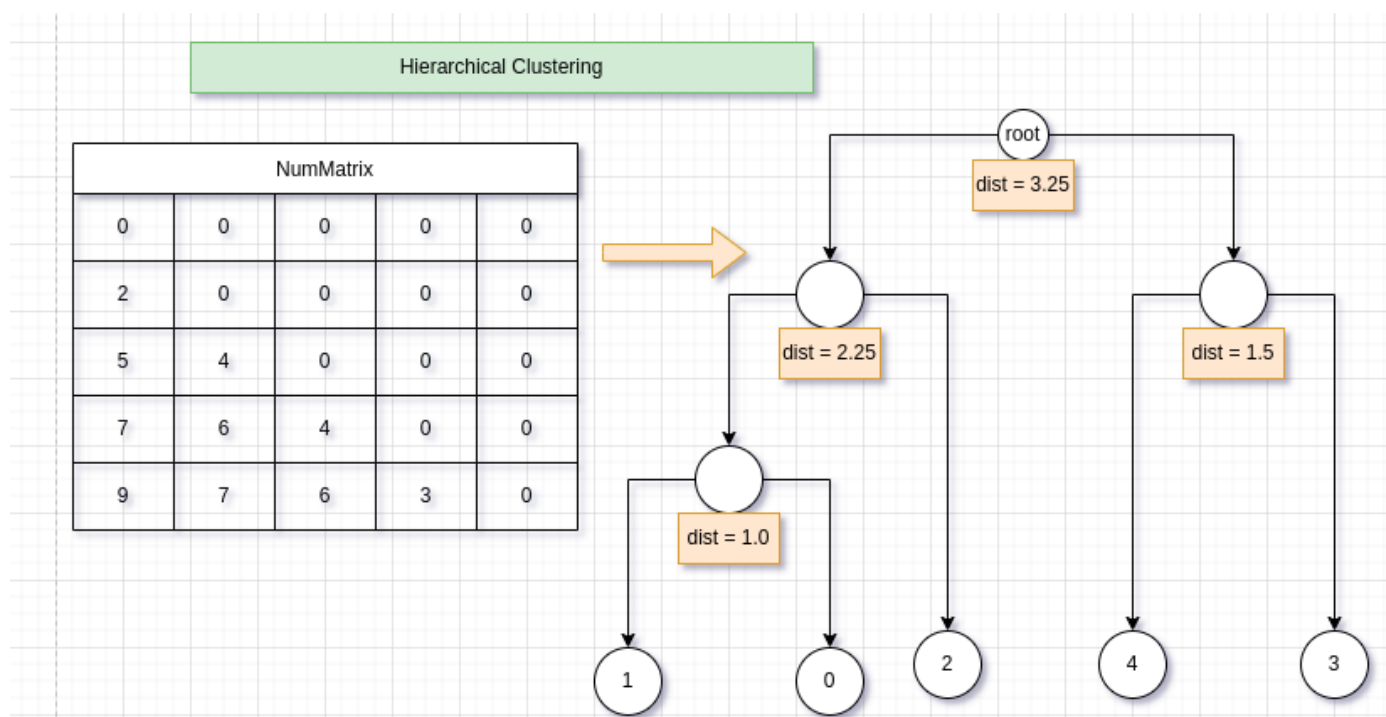 Hierarchical Clustering
root
NumMatrix
dist = 3.25
0 0 0 0 0
2 0 0 0 0
dist = 2.25 dist = 1.5
5 4 0 0 0
7 6 4 0 0
9 7 6 3 0
dist = 1.0
1 0 2 4 3